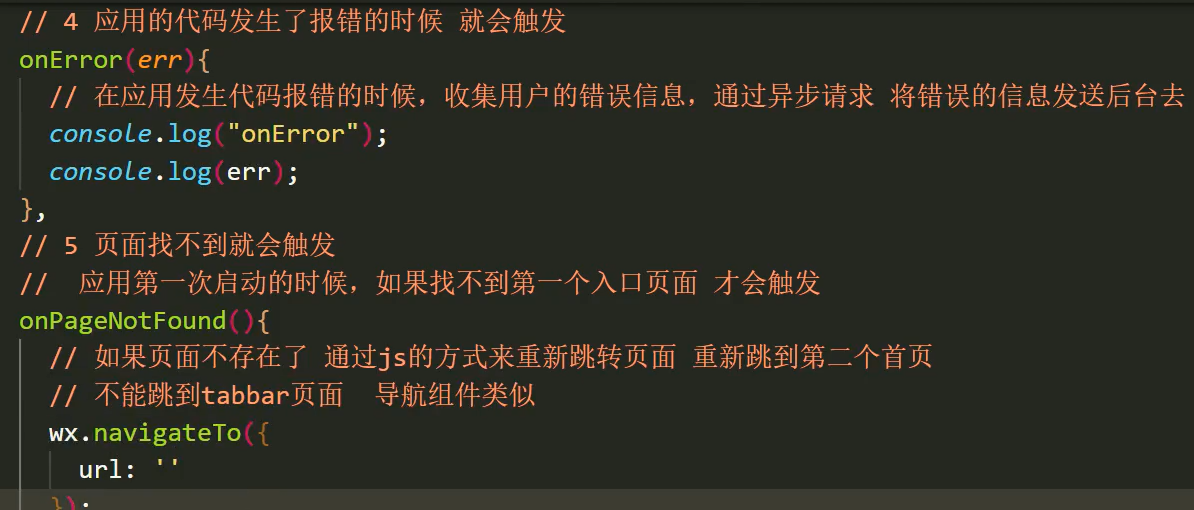 // 4 应用的代码发生了报错的时候 就会触发
onError(err){
// 在应用发生代码报错的时候，收集用户的错误信息，通过异步请求 将错误的信息发送后台去
console.log("onError");
console.log(err);
},
// 5 页面找不到就会触发
//  应用第一次启动的时候，如果找不到第一个入口页面 才会触发
onPageNotFound(){
// 如果页面不存在了 通过js的方式来重新跳转页面 重新跳到第二个首页
// 不能跳到tabbar页面  导航组件类似
wx.navigateTo({
url: ''
});